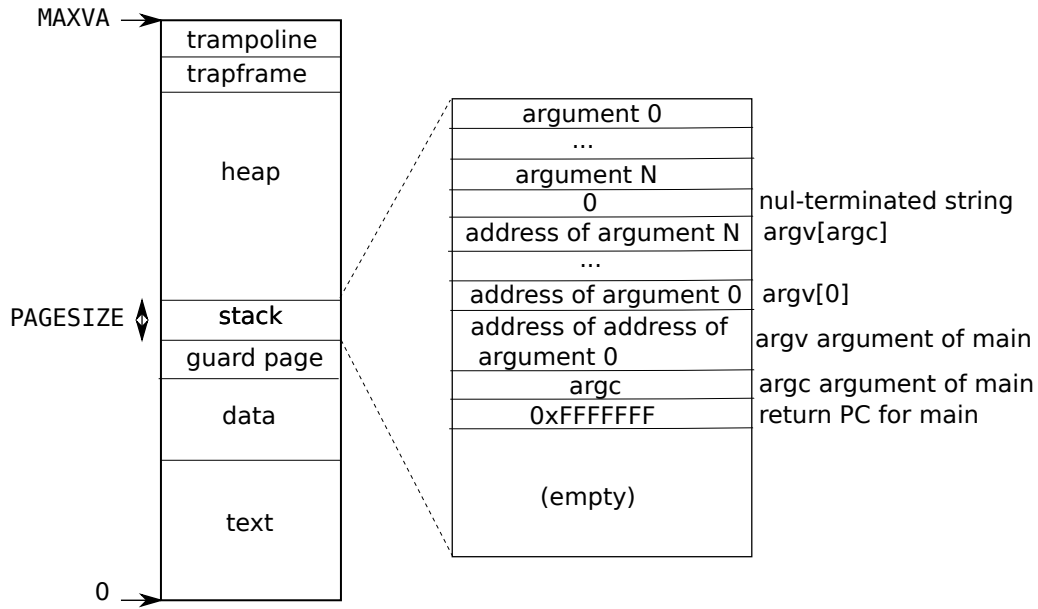 MAXVA
trampoline
trapframe
heap
PAGESIZE
stack
guard page
data
text
0
argument 0
...
argument N
0
nul-terminated string
address of argument N
argv[argc]
...
address of argument 0
argv[0]
address of address of
argument 0
argv argument of main
argc
argc argument of main
0xFFFFFFF
return PC for main
(empty)